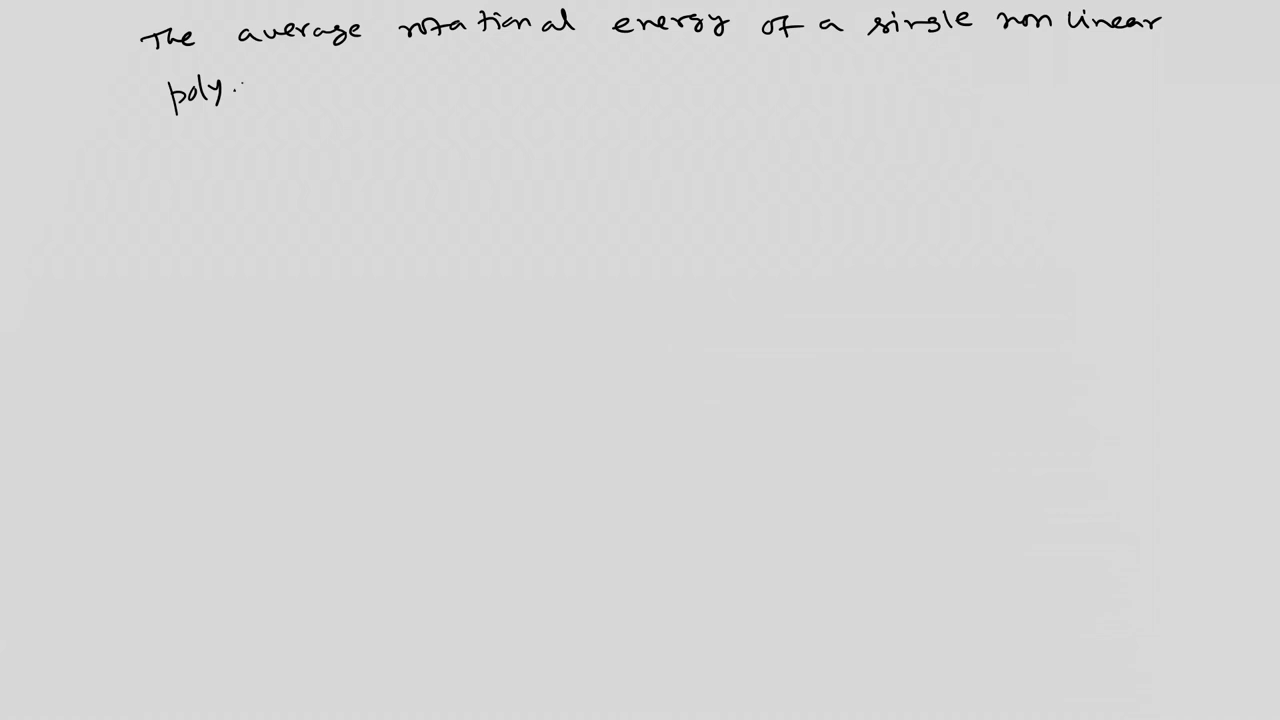 The average rotational energy of a single non linear
poly.